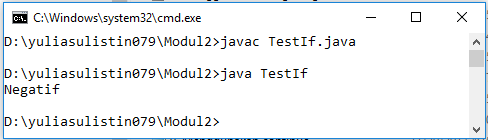 C:\Windows\system32\cmd.exe
D:\yuliasulistin079\Modul2>javac TestIf.java
D:\yuliasulistin079\Modul2>java TestIf
Negatif
D:\yuliasulistin079\Modul2>